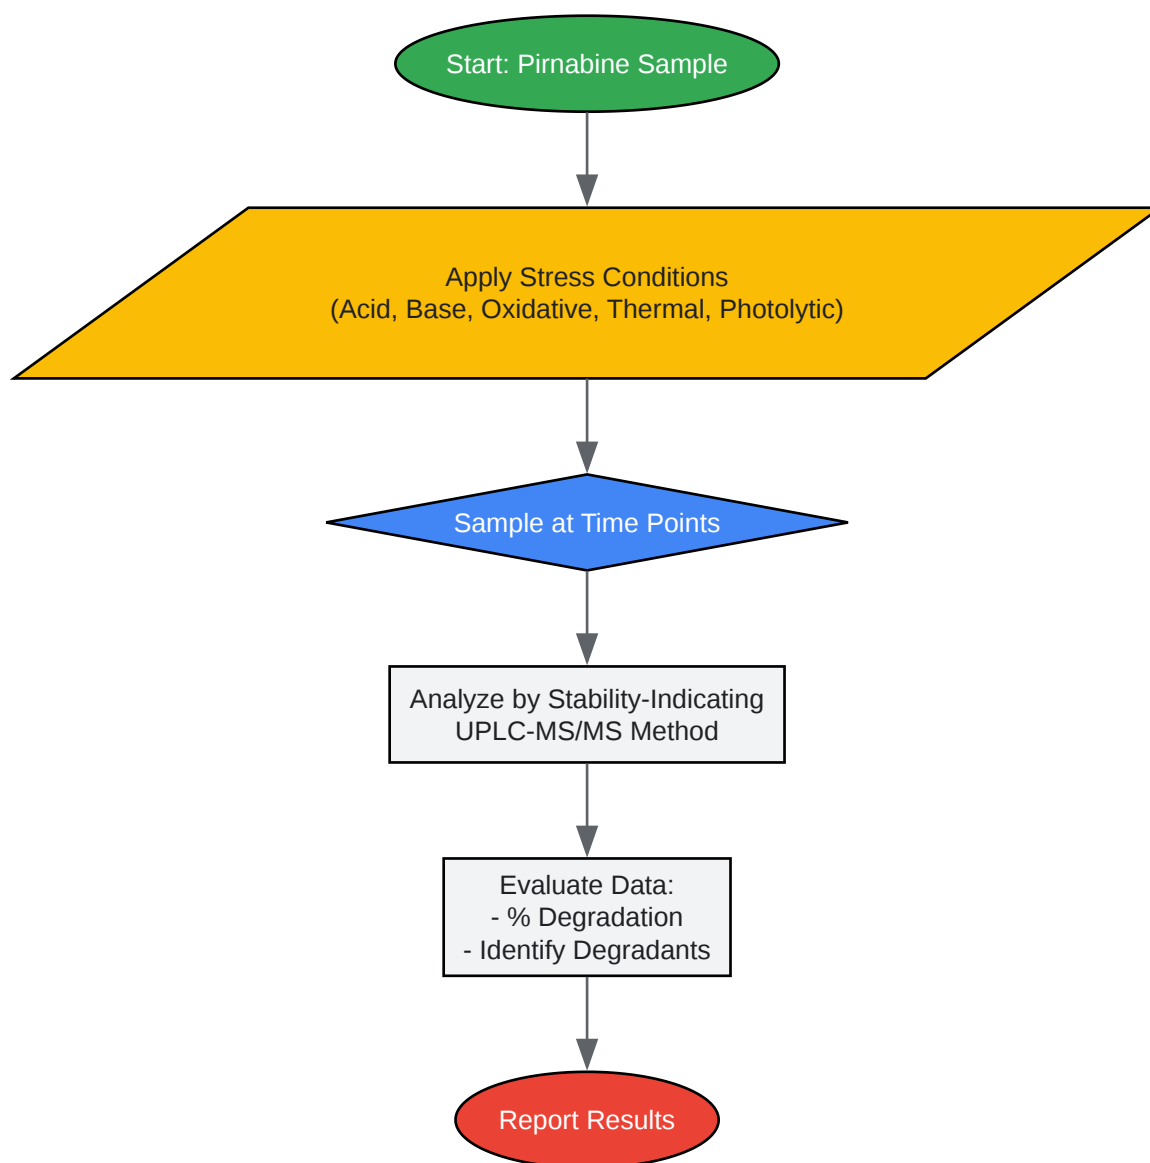 Start: Pirnabine Sample
Apply Stress Conditions
(Acid, Base, Oxidative, Thermal, Photolytic)
Sample at Time Points
Analyze by Stability-Indicating
UPLC-MS/MS Method
Evaluate Data:
- % Degradation
- Identify Degradants
Report Results